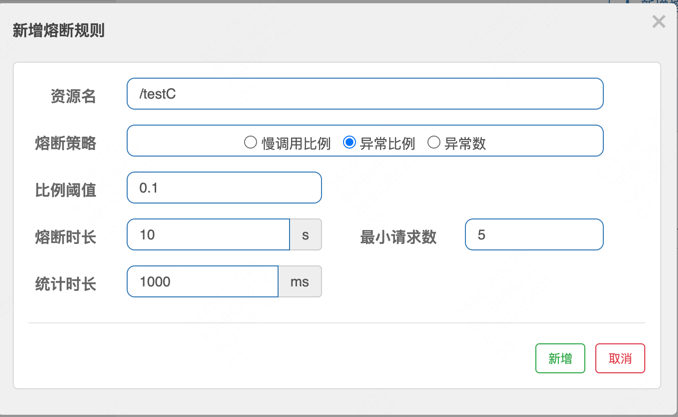 新增熔断规则
资源名 /testC
熔断策略 慢调用比例 异常比例 异常数
比例阈值 0.1
熔断时长 10 s 最小请求数 5
统计时长 1000 ms
新增 取消